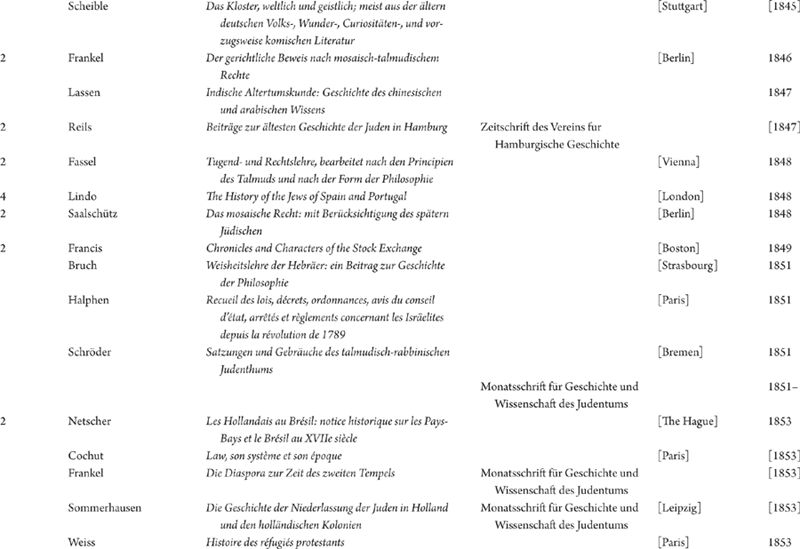 Scheible Das Kloster, weltlich und geistlich; meist aus der ältern [Stuttgart] [1845]
deutschen Volks-, Wunder-, Curiositäten-, und vor-
zugsweise komischen Literatur
2 Frankel Der gerichtliche Beweis nach mosaisch-talmudischem [Berlin] 1846
Rechte
Lassen Indische Altertumskunde: Geschichte des chinesischen 1847
und arabischen Wissens
2 Reils Beiträge zur ältesten Geschichte der Juden in Hamburg Zeitschrift des Vereins fur [1847]
Hamburgische Geschichte
2 Fassel Tugend- und Rechtslehre, bearbeitet nach den Principien [Vienna] 1848
des Talmuds und nach der Form der Philosophie
4 Lindo The History of the Jews of Spain and Portugal [London] 1848
2 Saalschütz Das mosaische Recht: mit Berücksichtigung des spätern [Berlin] 1848
Jüdischen
2 Francis Chronicles and Characters of the Stock Exchange [Boston] 1849
Bruch Weisheitslehre der Hebräer: ein Beitrag zur Geschichte [Strasbourg] 1851
der Philosophie
Halphen Recueil des lois, décrets, ordonnances, avis du conseil [Paris] 1851
d'état, arrêtés et règlements concernant les Israélites
depuis la révolution de 1789
Schröder Satzungen und Gebräuche des talmudisch-rabbinischen [Bremen] 1851
Judenthums
Monatsschrift für Geschichte und 1851–
Wissenschaft des Judentums
2 Netscher Les Hollandais au Brésil: notice historique sur les Pays- [The Hague] 1853
Bays et le Brésil au XVIIe siècle
Cochut Law, son système et son époque [Paris] [1853]
Frankel Die Diaspora zur Zeit des zweiten Tempels Monatsschrift für Geschichte und [1853]
Wissenschaft des Judentums
Sommerhausen Die Geschichte der Niederlassung der Juden in Holland Monatsschrift für Geschichte und [Leipzig] [1853]
und den holländischen Kolonien Wissenschaft des Judentums
Weiss Histoire des réfugiés protestants [Paris] 1853